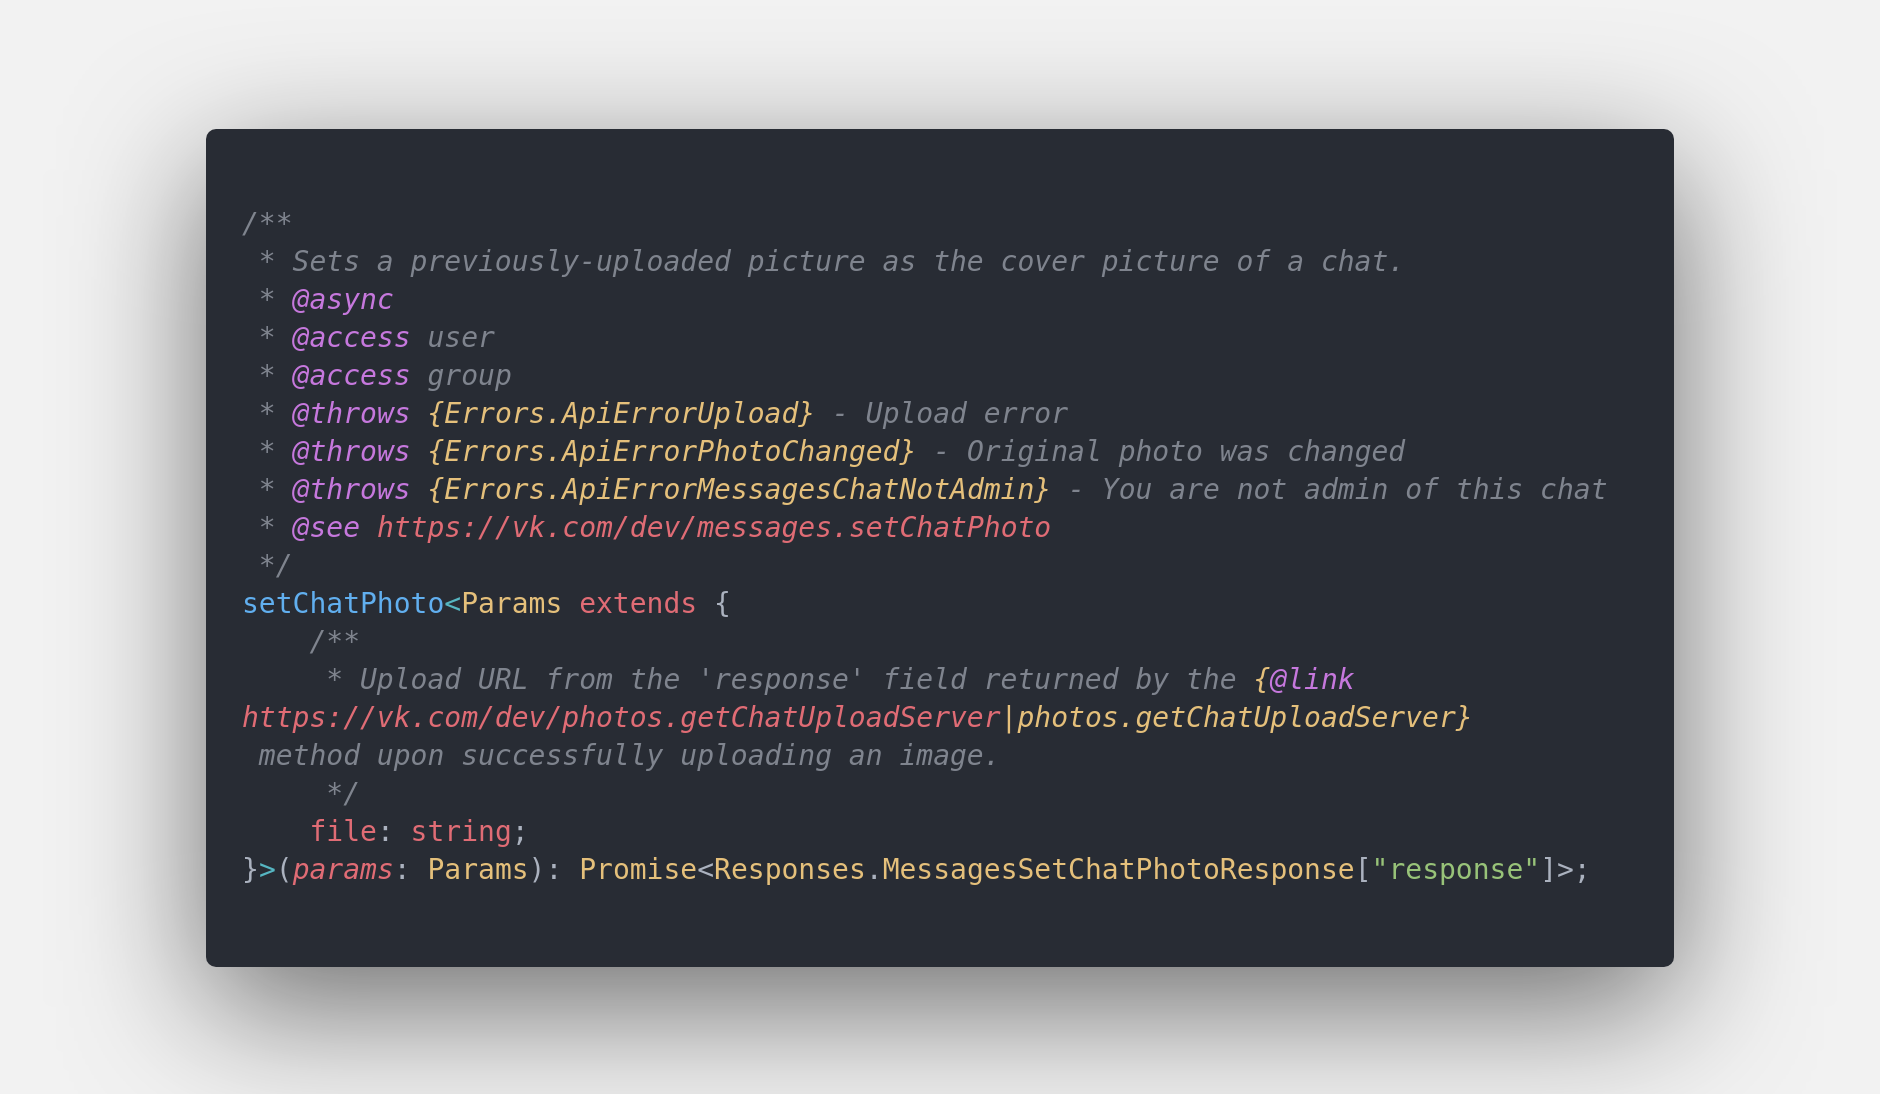 /**
 * Sets a previously-uploaded picture as the cover picture of a chat.
 * @async
 * @access user
 * @access group
 * @throws {Errors.ApiErrorUpload} - Upload error
 * @throws {Errors.ApiErrorPhotoChanged} - Original photo was changed
 * @throws {Errors.ApiErrorMessagesChatNotAdmin} - You are not admin of this chat
 * @see https://vk.com/dev/messages.setChatPhoto
 */
setChatPhoto<Params extends {
    /**
     * Upload URL from the 'response' field returned by the {@link
https://vk.com/dev/photos.getChatUploadServer|photos.getChatUploadServer}
 method upon successfully uploading an image.
     */
    file: string;
}>(params: Params): Promise<Responses.MessagesSetChatPhotoResponse["response"]>;